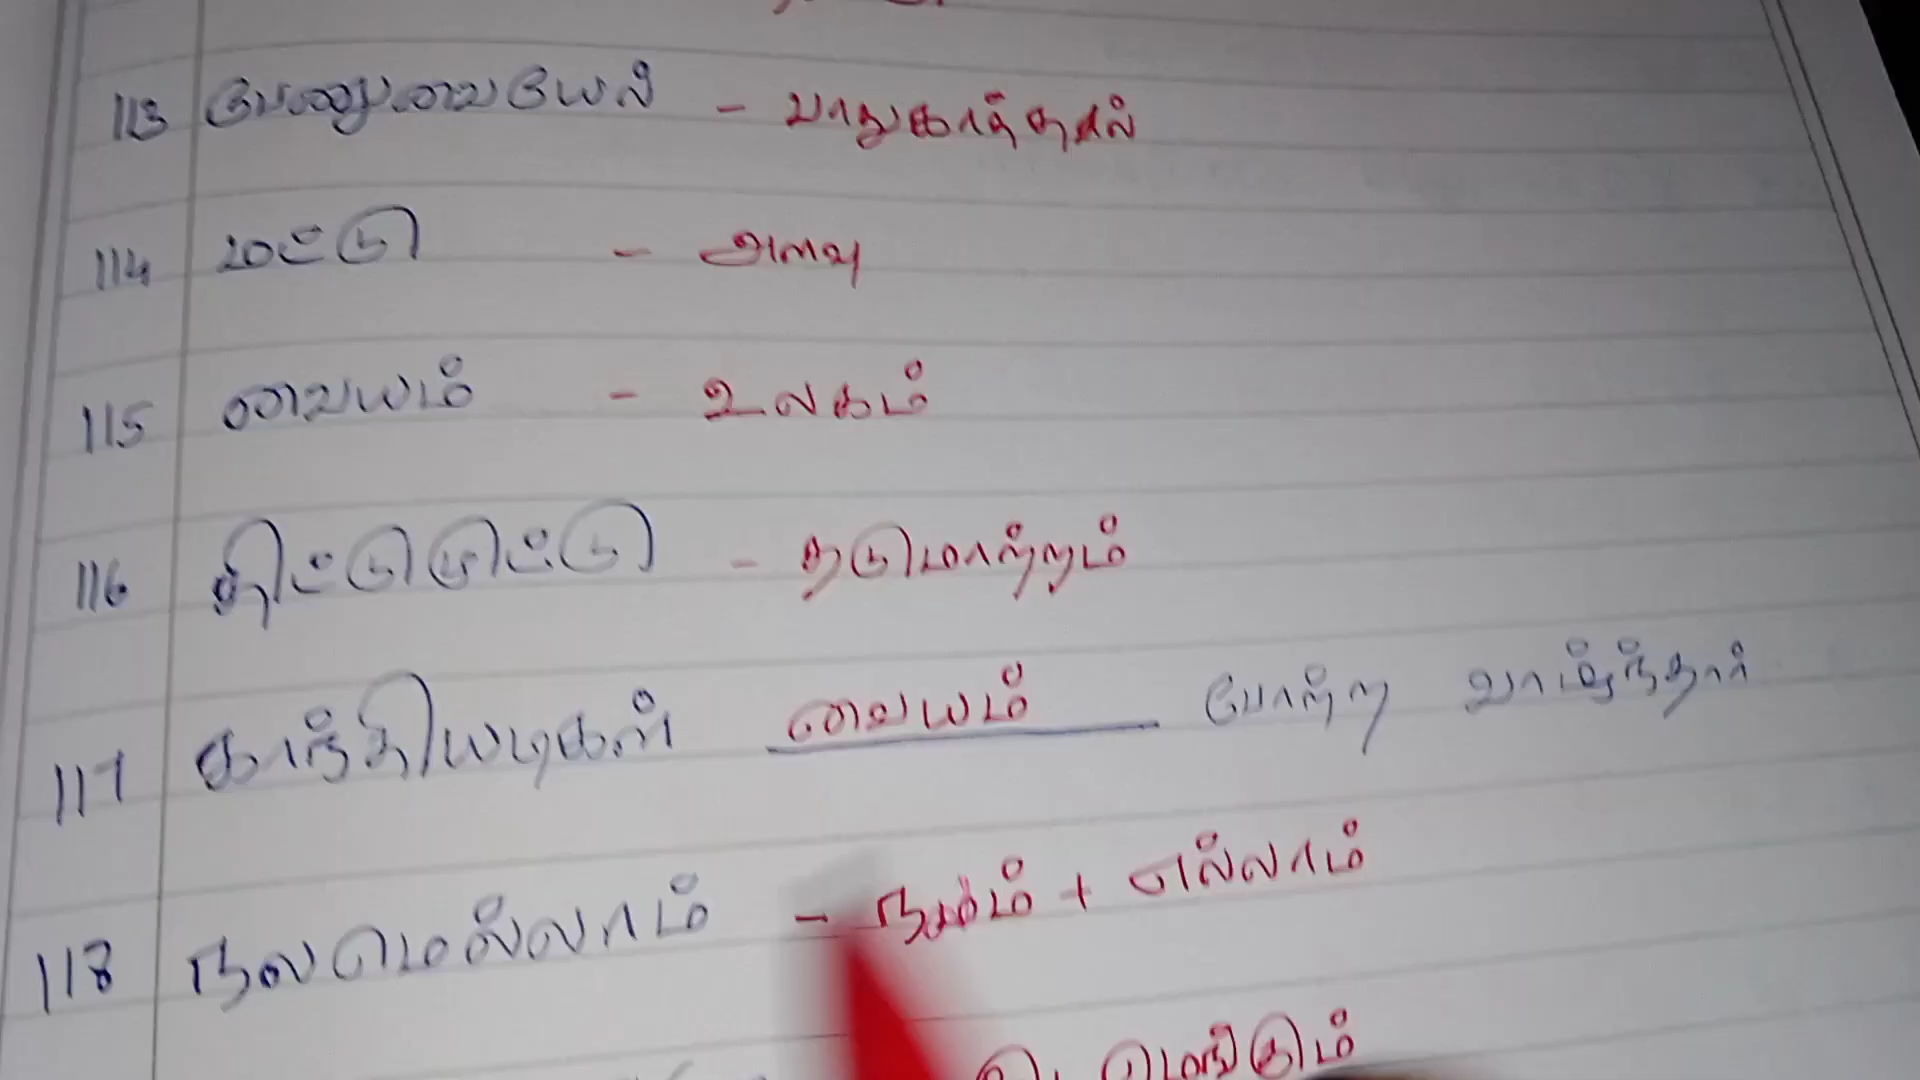 113 பேணுவையேல் - பாதுகாத்தல்
114 மட்டு - அளவு
115 வையம் - உலகம்
116 திட்டுமுட்டு - தடுமாற்றம்
117 காந்தியடிகள் வையம் போற்ற வாழ்ந்தார்
118 நலமெல்லாம் - நலம் + எல்லாம்